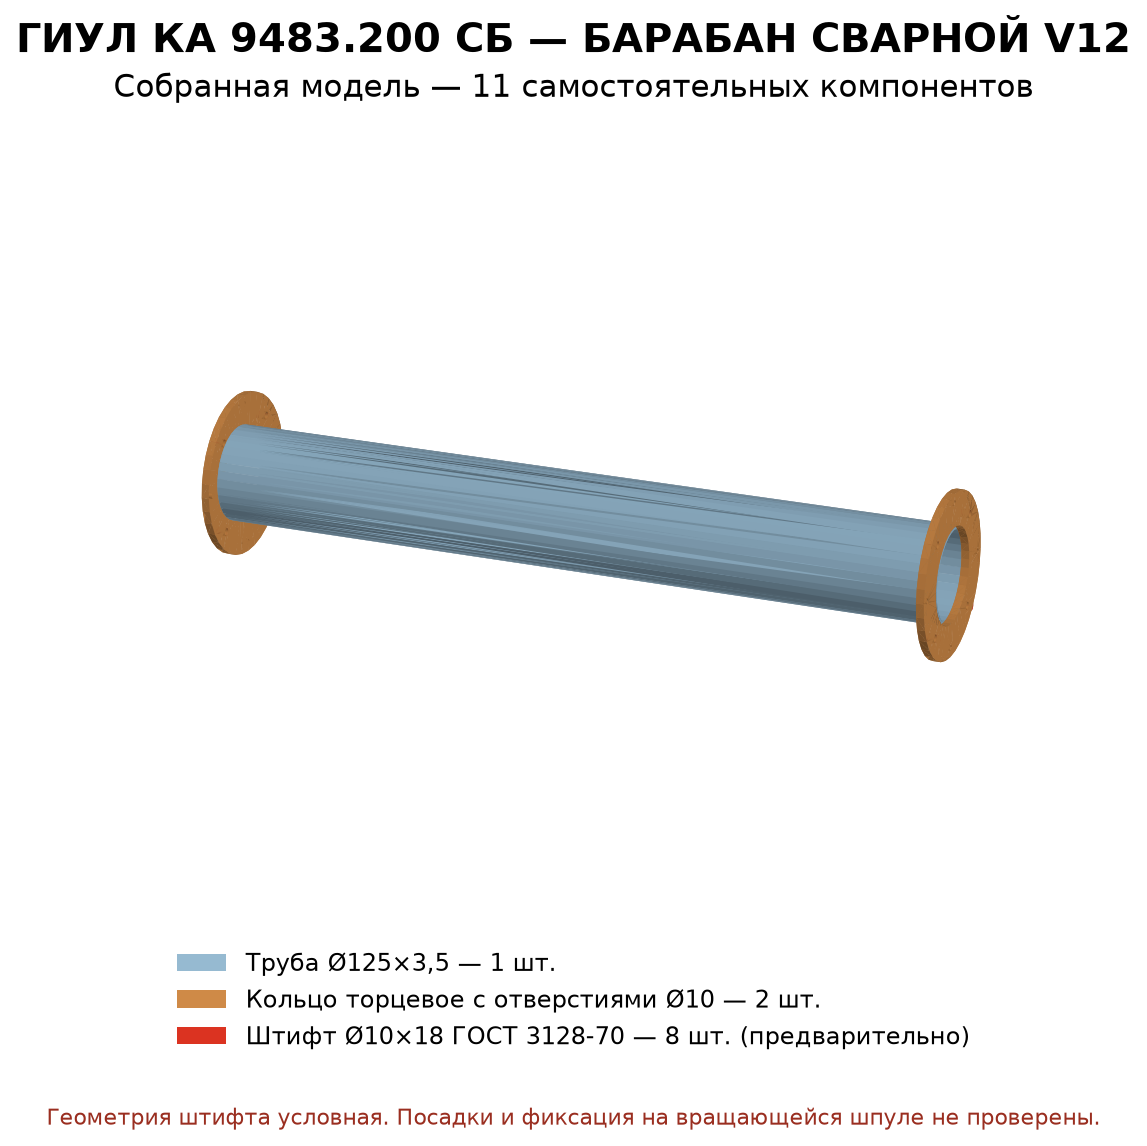 ГИУЛ КА 9483.200 СБ — БАРАБАН СВАРНОЙ V12
Собранная модель — 11 самостоятельных компонентов
Труба Ø125×3,5 — 1 шт.
Кольцо торцевое с отверстиями Ø10 — 2 шт.
Штифт Ø10×18 ГОСТ 3128-70 — 8 шт. (предварительно)
Геометрия штифта условная. Посадки и фиксация на вращающейся шпуле не проверены.